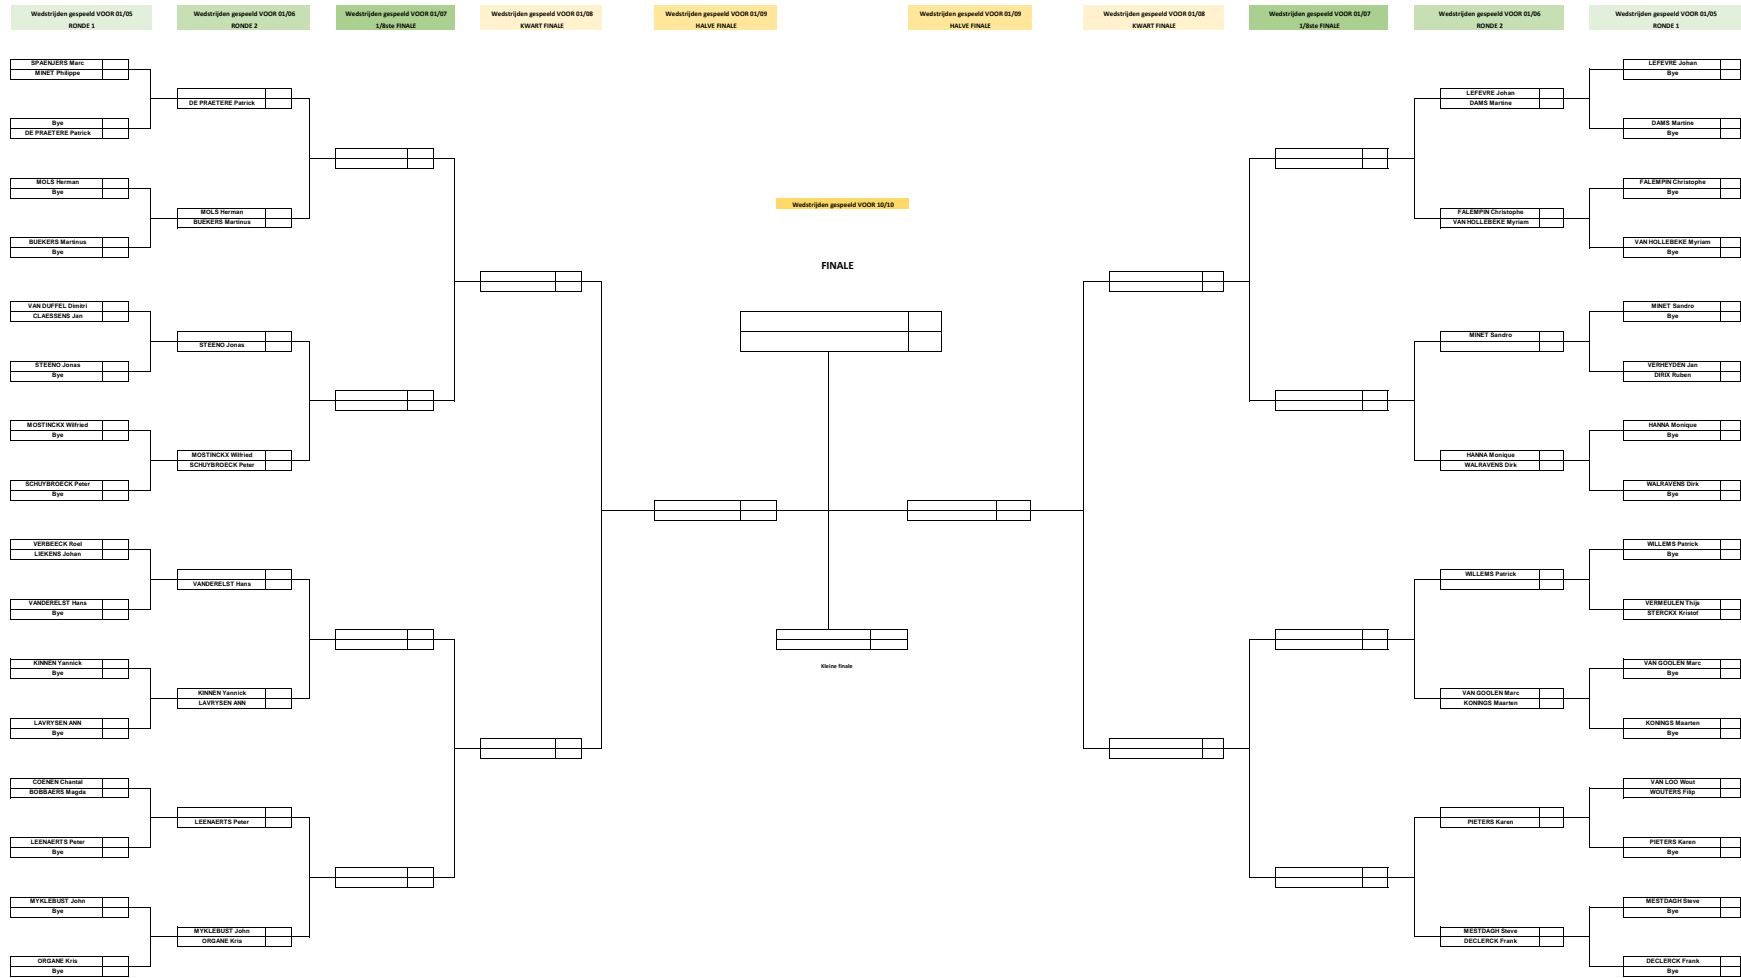 Wedstrijden gespeeld VOOR 01/05
RONDE 1
Wedstrijden gespeeld VOOR 01/06
RONDE 2
Wedstrijden gespeeld VOOR 01/07
1/8ste FINALE
Wedstrijden gespeeld VOOR 01/08
KWART FINALE
Wedstrijden gespeeld VOOR 01/09
HALVE FINALE
Wedstrijden gespeeld VOOR 01/09
HALVE FINALE
Wedstrijden gespeeld VOOR 01/08
KWART FINALE
Wedstrijden gespeeld VOOR 01/07
1/8ste FINALE
Wedstrijden gespeeld VOOR 01/06
RONDE 2
Wedstrijden gespeeld VOOR 01/05
RONDE 1
SPAENJERS Marc
MINET Philippe
Bye
DE PRAETERE Patrick
MOLS Herman
Bye
BUEKERS Martinus
Bye
VAN DUFFEL Dimitri
CLAESSENS Jan
STEENO Jonas
Bye
MOSTINCKX Wilfried
Bye
SCHUYBROECK Peter
Bye
VERBEECK Roel
LIEKENS Johan
VANDERELST Hans
Bye
KINNEN Yannick
Bye
LAVRYSEN ANN
Bye
COENEN Chantal
BOBBAERS Magda
LEENAERTS Peter
Bye
MYKLEBUST John
Bye
ORGANE Kris
Bye
DE PRAETERE Patrick
MOLS Herman
BUEKERS Martinus
STEENO Jonas
MOSTINCKX Wilfried
SCHUYBROECK Peter
VANDERELST Hans
KINNEN Yannick
LAVRYSEN ANN
LEENAERTS Peter
MYKLEBUST John
ORGANE Kris
Wedstrijden gespeeld VOOR 10/10
FINALE
Kleine finale
LEFEVRE Johan
DAMS Martine
FALEMPIN Christophe
VAN HOLLEBEKE Myriam
MINET Sandro
HANNA Monique
WALRAVENS Dirk
WILLEMS Patrick
VAN GOOLEN Marc
KONINGS Maarten
PIETERS Karen
MESTDAGH Steve
DECLERCK Frank
LEFEVRE Johan
Bye
DAMS Martine
Bye
FALEMPIN Christophe
Bye
VAN HOLLEBEKE Myriam
Bye
MINET Sandro
Bye
VERHEYDEN Jan
DIRIX Ruben
HANNA Monique
Bye
WALRAVENS Dirk
Bye
WILLEMS Patrick
Bye
VERMEULEN Thijs
STERCKX Kristof
VAN GOOLEN Marc
Bye
KONINGS Maarten
Bye
VAN LOO Wout
WOUTERS Filip
PIETERS Karen
Bye
MESTDAGH Steve
Bye
DECLERCK Frank
Bye